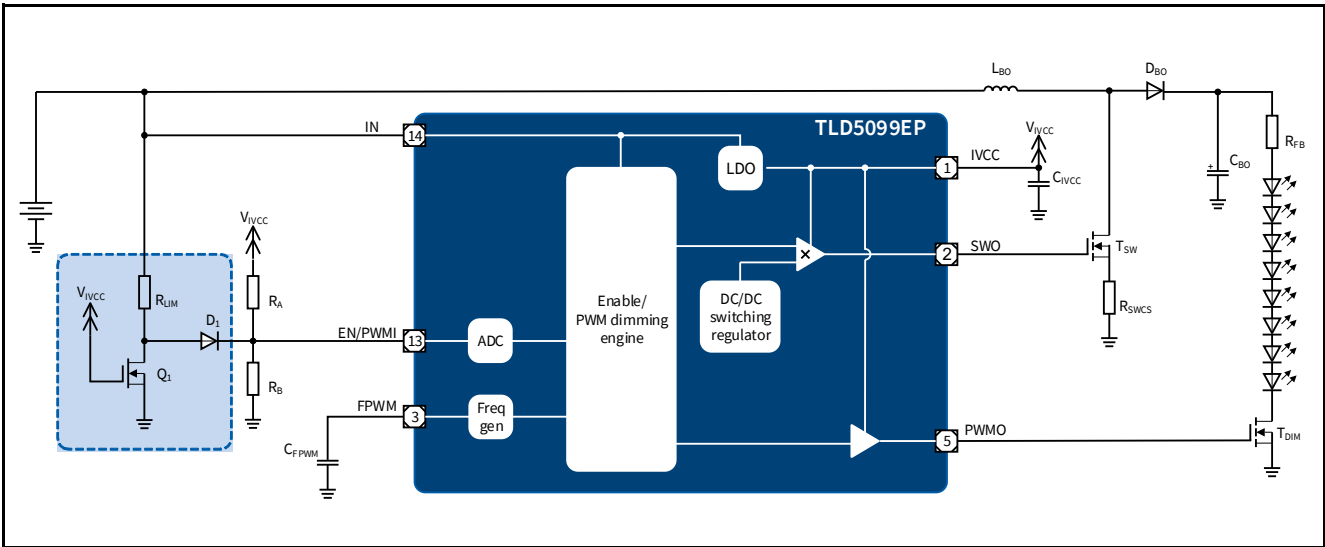 L_BO
D_BO
TLD5099EP
IN
14
V_IVCC
R_FB
LDO
1
IVCC
C_IVCC
C_BO
V_IVCC
2
SWO
T_SW
V_IVCC
R_LIM
R_A
Enable/
PWM dimming
engine
DC/DC
switching
regulator
R_SWCS
D_1
EN/PWMI
13
ADC
Q_1
R_B
FPWM
3
Freq
gen
5
PWMO
T_DIM
C_FPWM